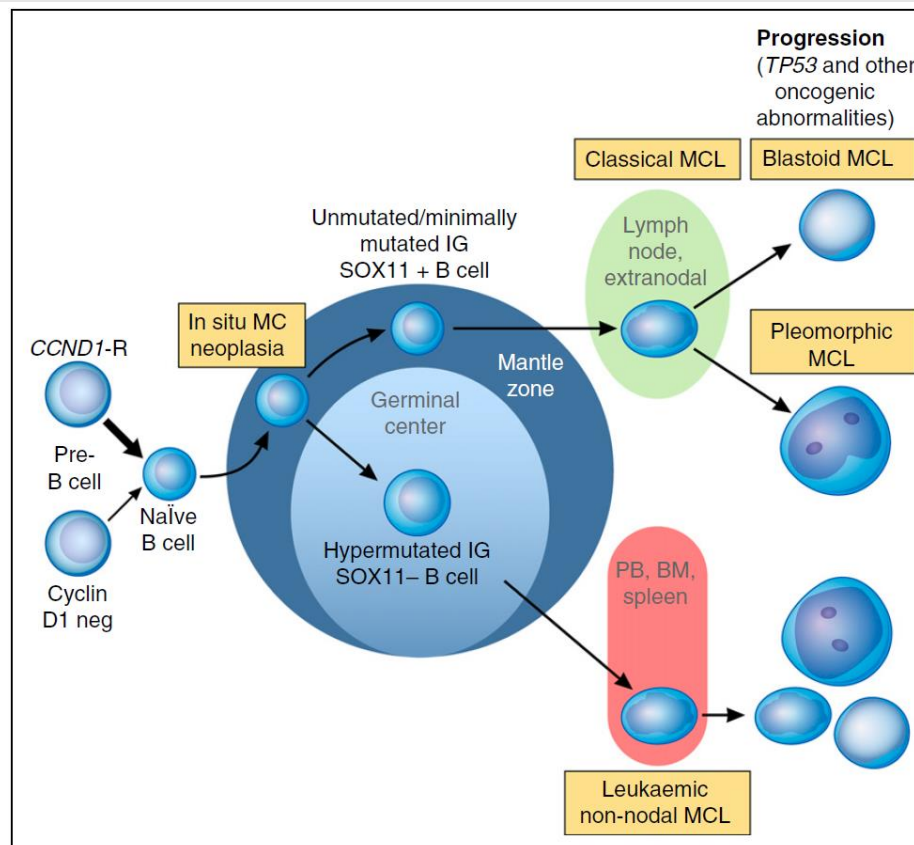 Progression
(TP53 and other
oncogenic
abnormalities)
Classical MCL
Blastoid MCL
Unmutated/minimally
mutated IG
SOX11 + B cell
Lymph
node,
extranodal
In situ MC
neoplasia
CCND1-R
Mantle
zone
Pleomorphic
MCL
Germinal
center
Pre-
B cell
NaÏve
B cell
Hypermutated IG
SOX11– B cell
Cyclin
D1 neg
PB, BM,
spleen
Leukaemic
non-nodal MCL